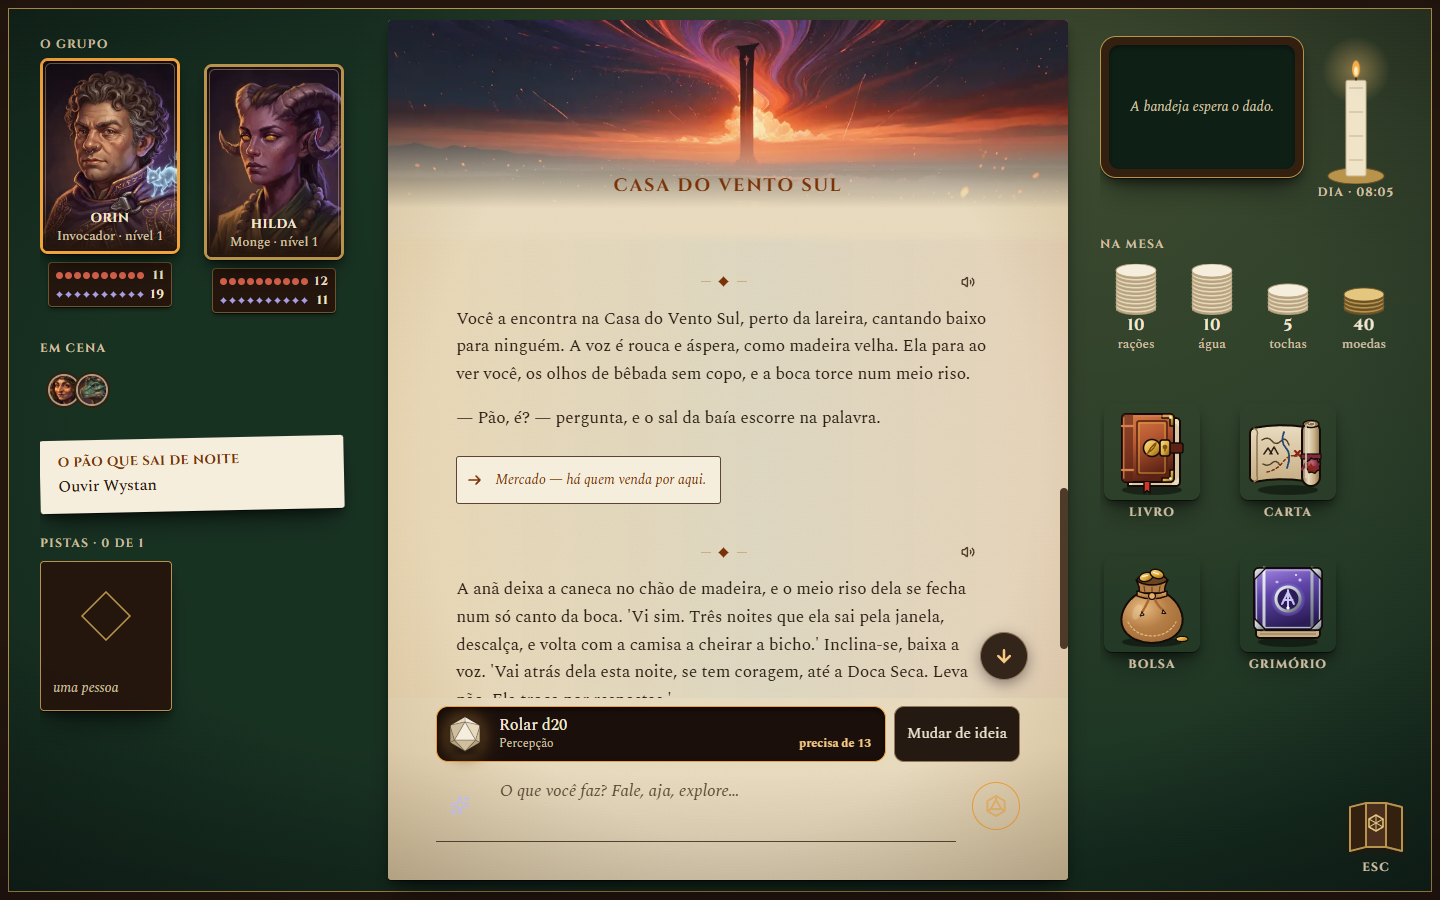 O GRUPO
ORIN
Invocador · nível 1
11
19
HILDA
Monge · nível 1
12
11
EM CENA
O PÃO QUE SAI DE NOITE
Ouvir Wystan
PISTAS · 0 DE 1
uma pessoa
CASA DO VENTO SUL
Você a encontra na Casa do Vento Sul, perto da lareira, cantando baixo
para ninguém. A voz é rouca e áspera, como madeira velha. Ela para ao
ver você, os olhos de bêbada sem copo, e a boca torce num meio riso.
— Pão, é? — pergunta, e o sal da baía escorre na palavra.
→ Mercado — há quem venda por aqui.
A anã deixa a caneca no chão de madeira, e o meio riso dela se fecha
num só canto da boca. 'Vi sim. Três noites que ela sai pela janela,
descalça, e volta com a camisa a cheirar a bicho.' Inclina-se, baixa a
voz. 'Vai atrás dela esta noite, se tem coragem, até a Doca Seca. Leva
Rolar d20
Percepção
precisa de 13
Mudar de ideia
O que você faz? Fale, aja, explore...
A bandeja espera o dado.
DIA · 08:05
NA MESA
10
rações
10
água
5
tochas
40
moedas
LIVRO
CARTA
BOLSA
GRIMÓRIO
ESC